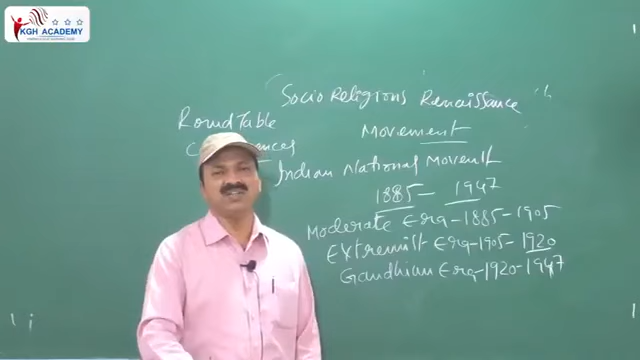 KGH ACADEMY
Socio Religious Renaissance
Movement
Round Table
Indian National Movemt
1885 - 1947
Moderate Era - 1885 - 1905
Extremist Era - 1905 - 1920
Gandhian Era - 1920 - 1947